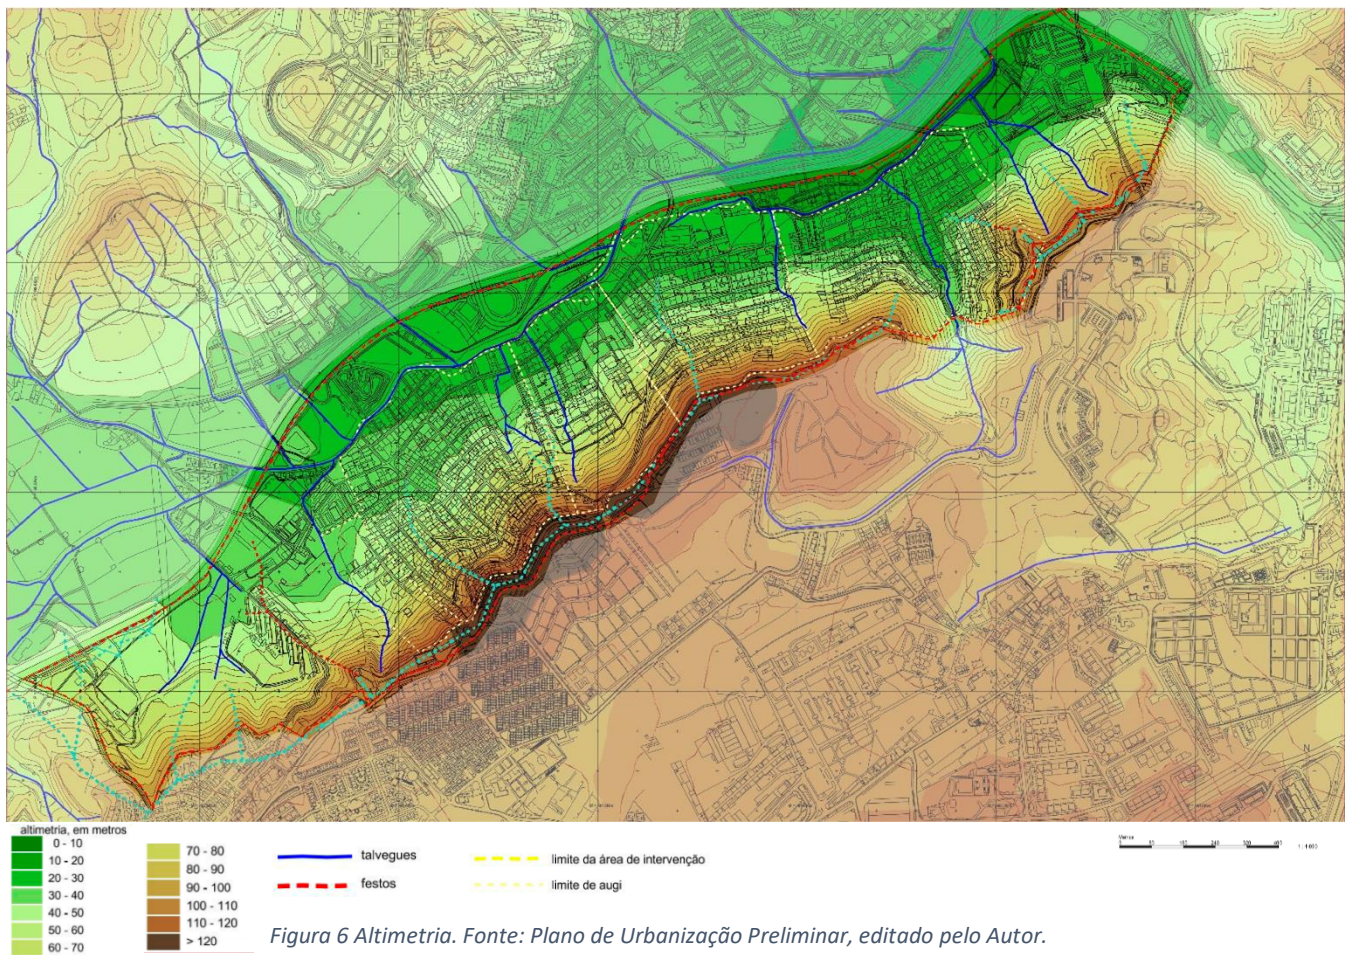 altimetria, em metros
0 - 10
10 - 20
20 - 30
30 - 40
40 - 50
50 - 60
60 - 70
70 - 80
80 - 90
90 - 100
100 - 110
110 - 120
> 120
talvegues
festos
limite da área de intervenção
limite de augi
N
Metros
Figura 6 Altimetria. Fonte: Plano de Urbanização Preliminar, editado pelo Autor.